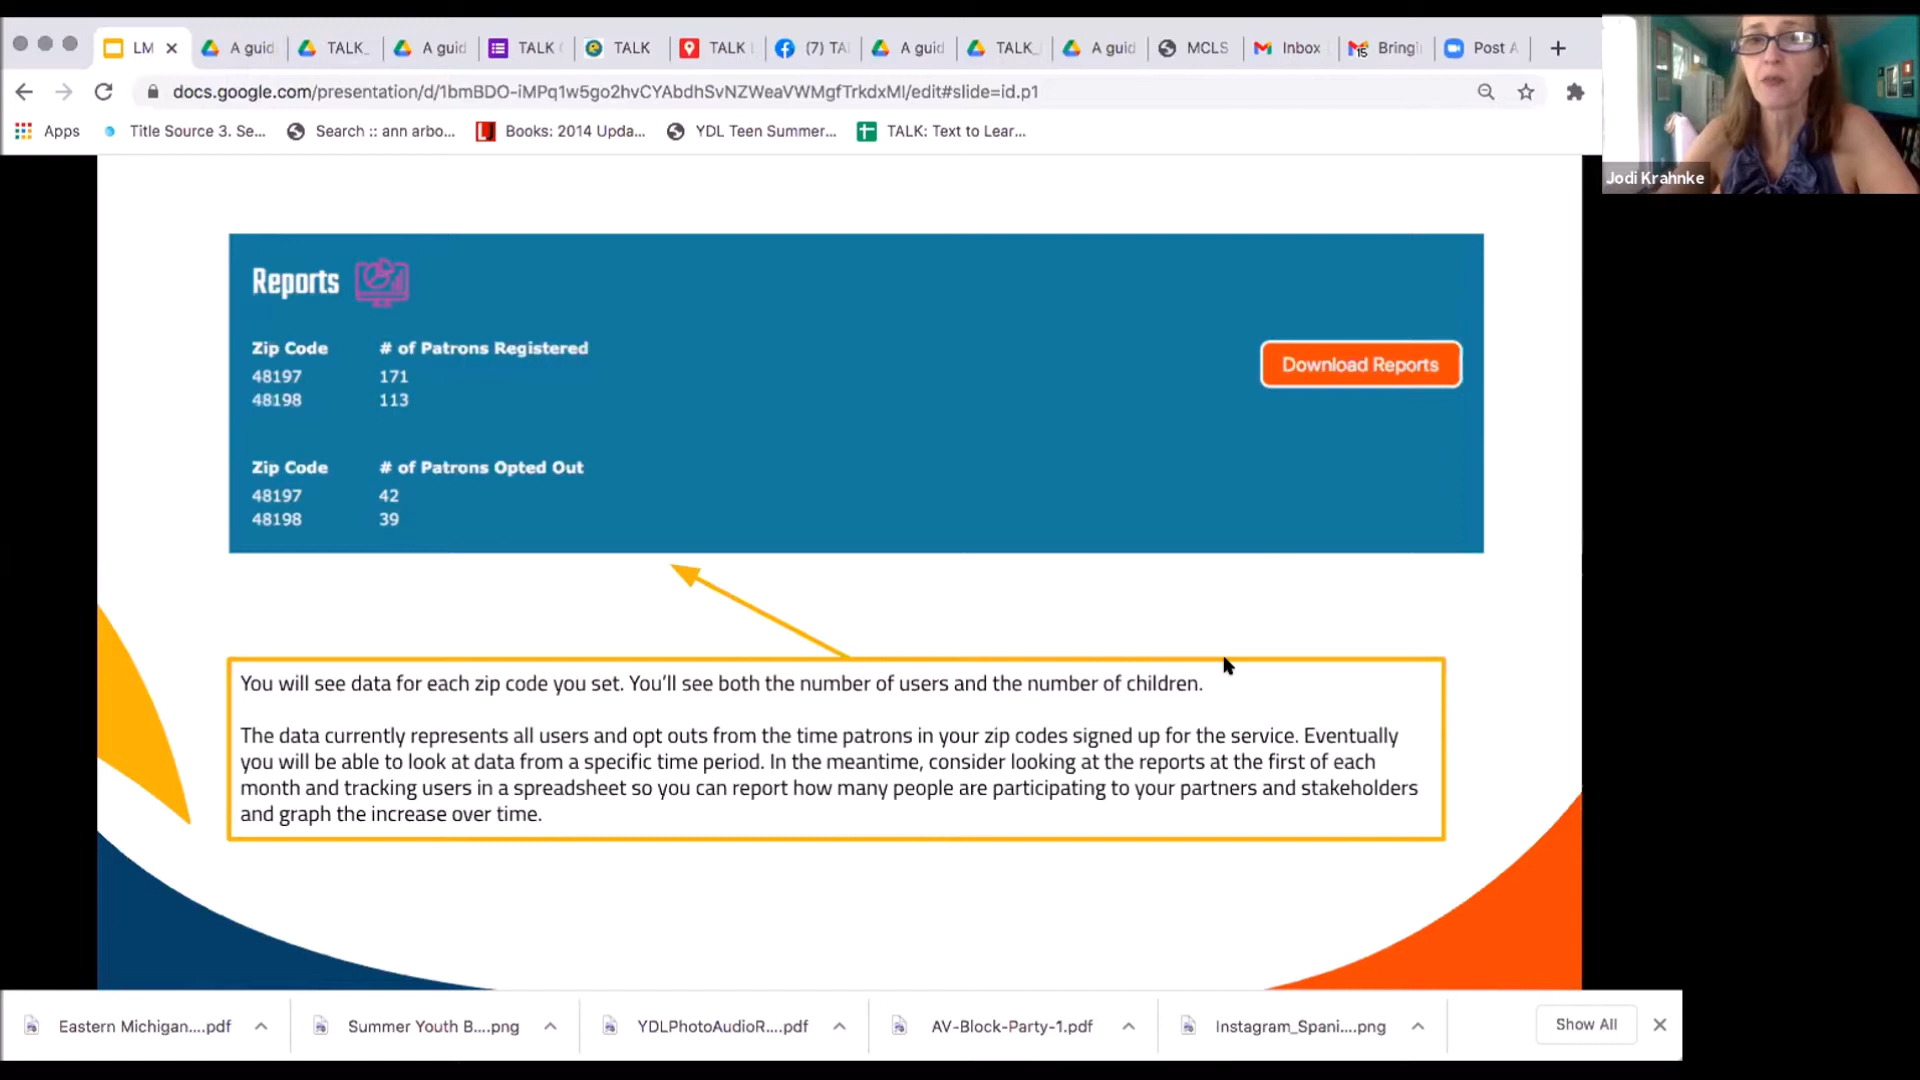 LM
A guid
TALK_
A guid
TALK
TALK
TALK
(7) TA
A guid
TALK_
A guid
MCLS
Inbox
Bringi
Post A
docs.google.com/presentation/d/1bmBDO-iMPq1w5go2hvCYAbdhSvNZWeaVWMgfTrkdxMI/edit#slide=id.p1
Apps
Title Source 3. Se...
Search :: ann arbo...
Books: 2014 Upda...
YDL Teen Summer...
TALK: Text to Lear...
Jodi Krahnke
Reports
Zip Code # of Patrons Registered
48197 171
48198 113
Download Reports
Zip Code # of Patrons Opted Out
48197 42
48198 39
You will see data for each zip code you set. You'll see both the number of users and the number of children.
The data currently represents all users and opt outs from the time patrons in your zip codes signed up for the service. Eventually
you will be able to look at data from a specific time period. In the meantime, consider looking at the reports at the first of each
month and tracking users in a spreadsheet so you can report how many people are participating to your partners and stakeholders
and graph the increase over time.
Eastern Michigan....pdf
Summer Youth B....png
YDLPhotoAudioR....pdf
AV-Block-Party-1.pdf
Instagram_Spani....png
Show All